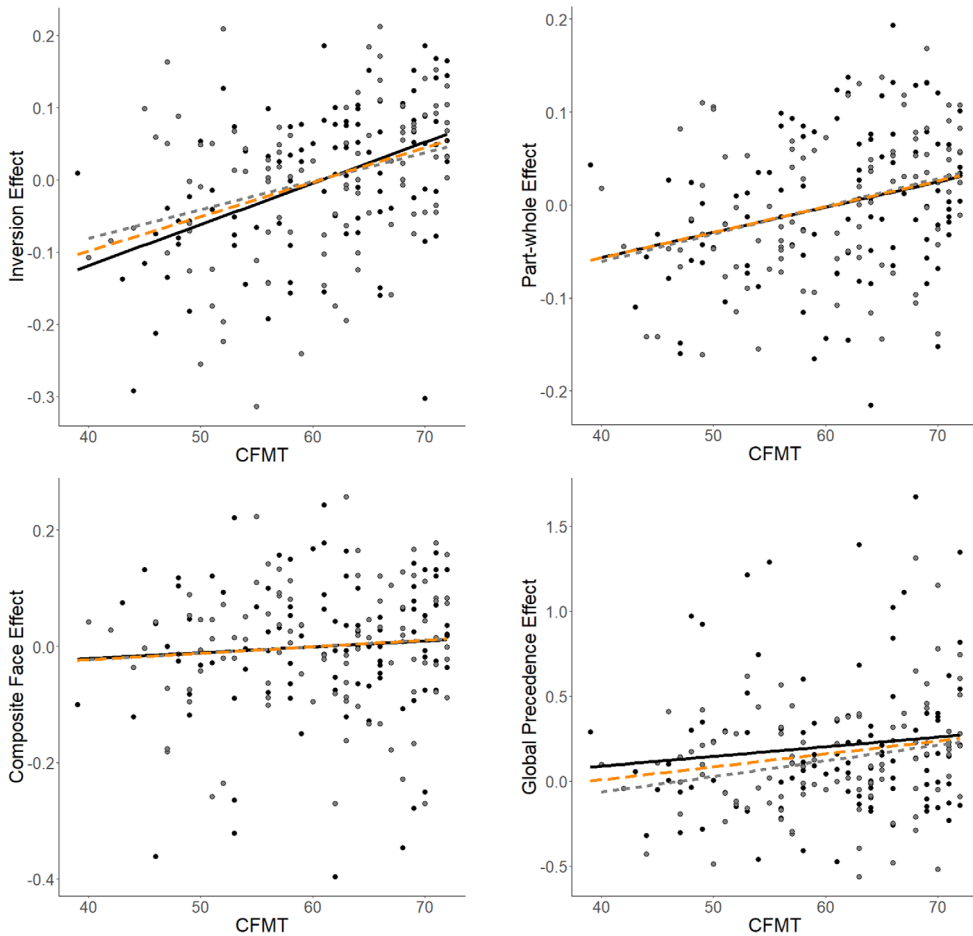 Inversion Effect
0.2
0.1
0.0
-0.1
-0.2
-0.3
40 50 60 70
CFMT
Part-whole Effect
0.2
0.1
0.0
-0.1
-0.2
40 50 60 70
CFMT
Composite Face Effect
0.2
0.0
-0.2
-0.4
40 50 60 70
CFMT
Global Precedence Effect
1.5
1.0
0.5
0.0
-0.5
40 50 60 70
CFMT